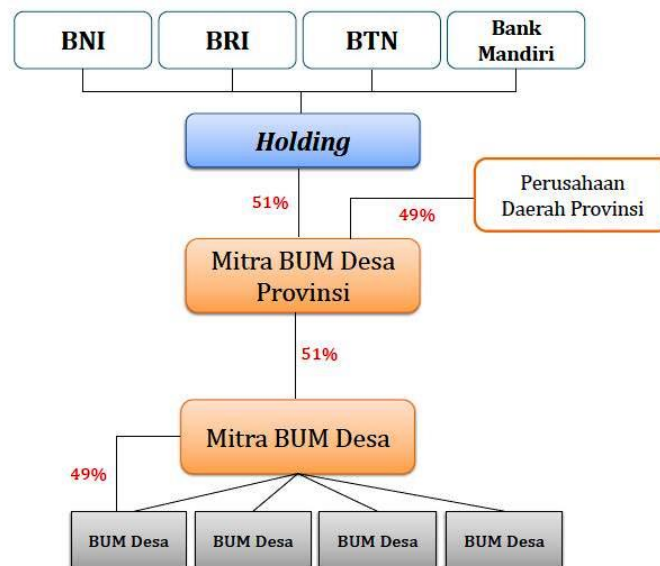 BNI
BRI
BTN
Bank
Mandiri
Holding
51%
49%
Perusahaan
Daerah Provinsi
Mitra BUM Desa
Provinsi
51%
Mitra BUM Desa
49%
BUM Desa
BUM Desa
BUM Desa
BUM Desa